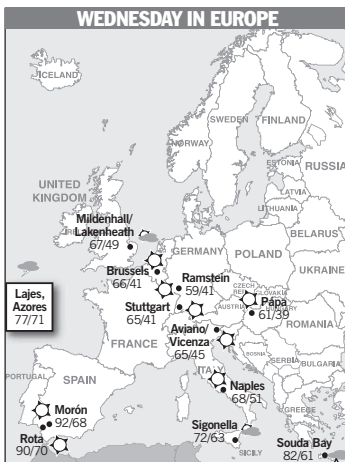 WEDNESDAY IN EUROPE
ICELAND
SWEDEN
FINLAND
NORWAY
ESTONIA
RUSSIA
LATVIA
LITHUANIA
UNITED
KINGDOM
Mildenhall/
Lakenheath
67/49
BELARUS
GERMANY
POLAND
Brussels
66/41
Ramstein
59/41
UKRAINE
Lajes,
Azores
77/71
CZECH
SLOVAKIA
Stuttgart
65/41
AUSTRIA
Pápa
61/39
Aviano/
Vicenza
65/45
ROMANIA
FRANCE
BOSNIA
SERBIA
BULGARIA
ITALY
PORTUGAL
SPAIN
Naples
68/51
Morón
92/68
GREECE
Sigonella
72/63
Rota
90/70
SICILY
Souda Bay
82/61